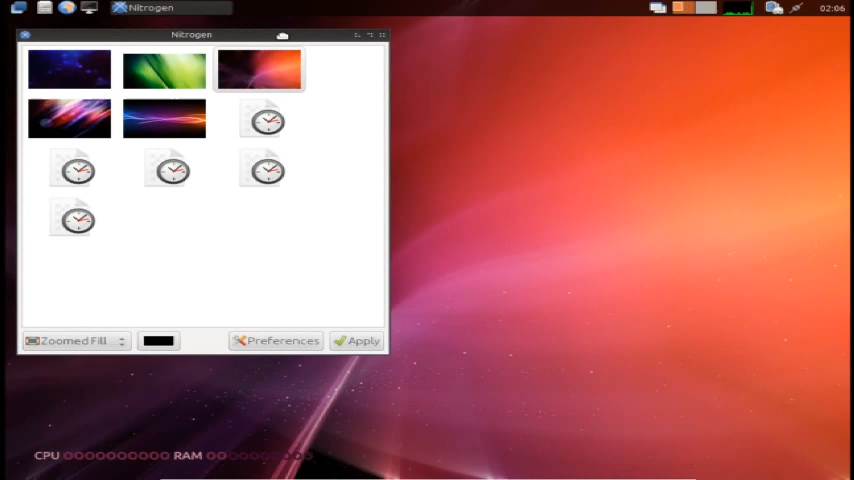 Nitrogen
02:06
Nitrogen
Zoomed Fill
Preferences
Apply
CPU
RAM